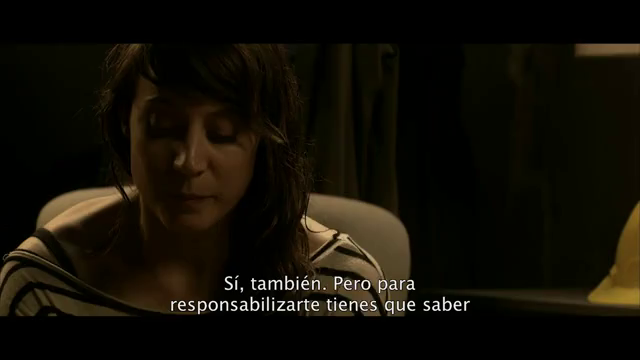 Sí, también. Pero para
responsabilizarte tienes que saber